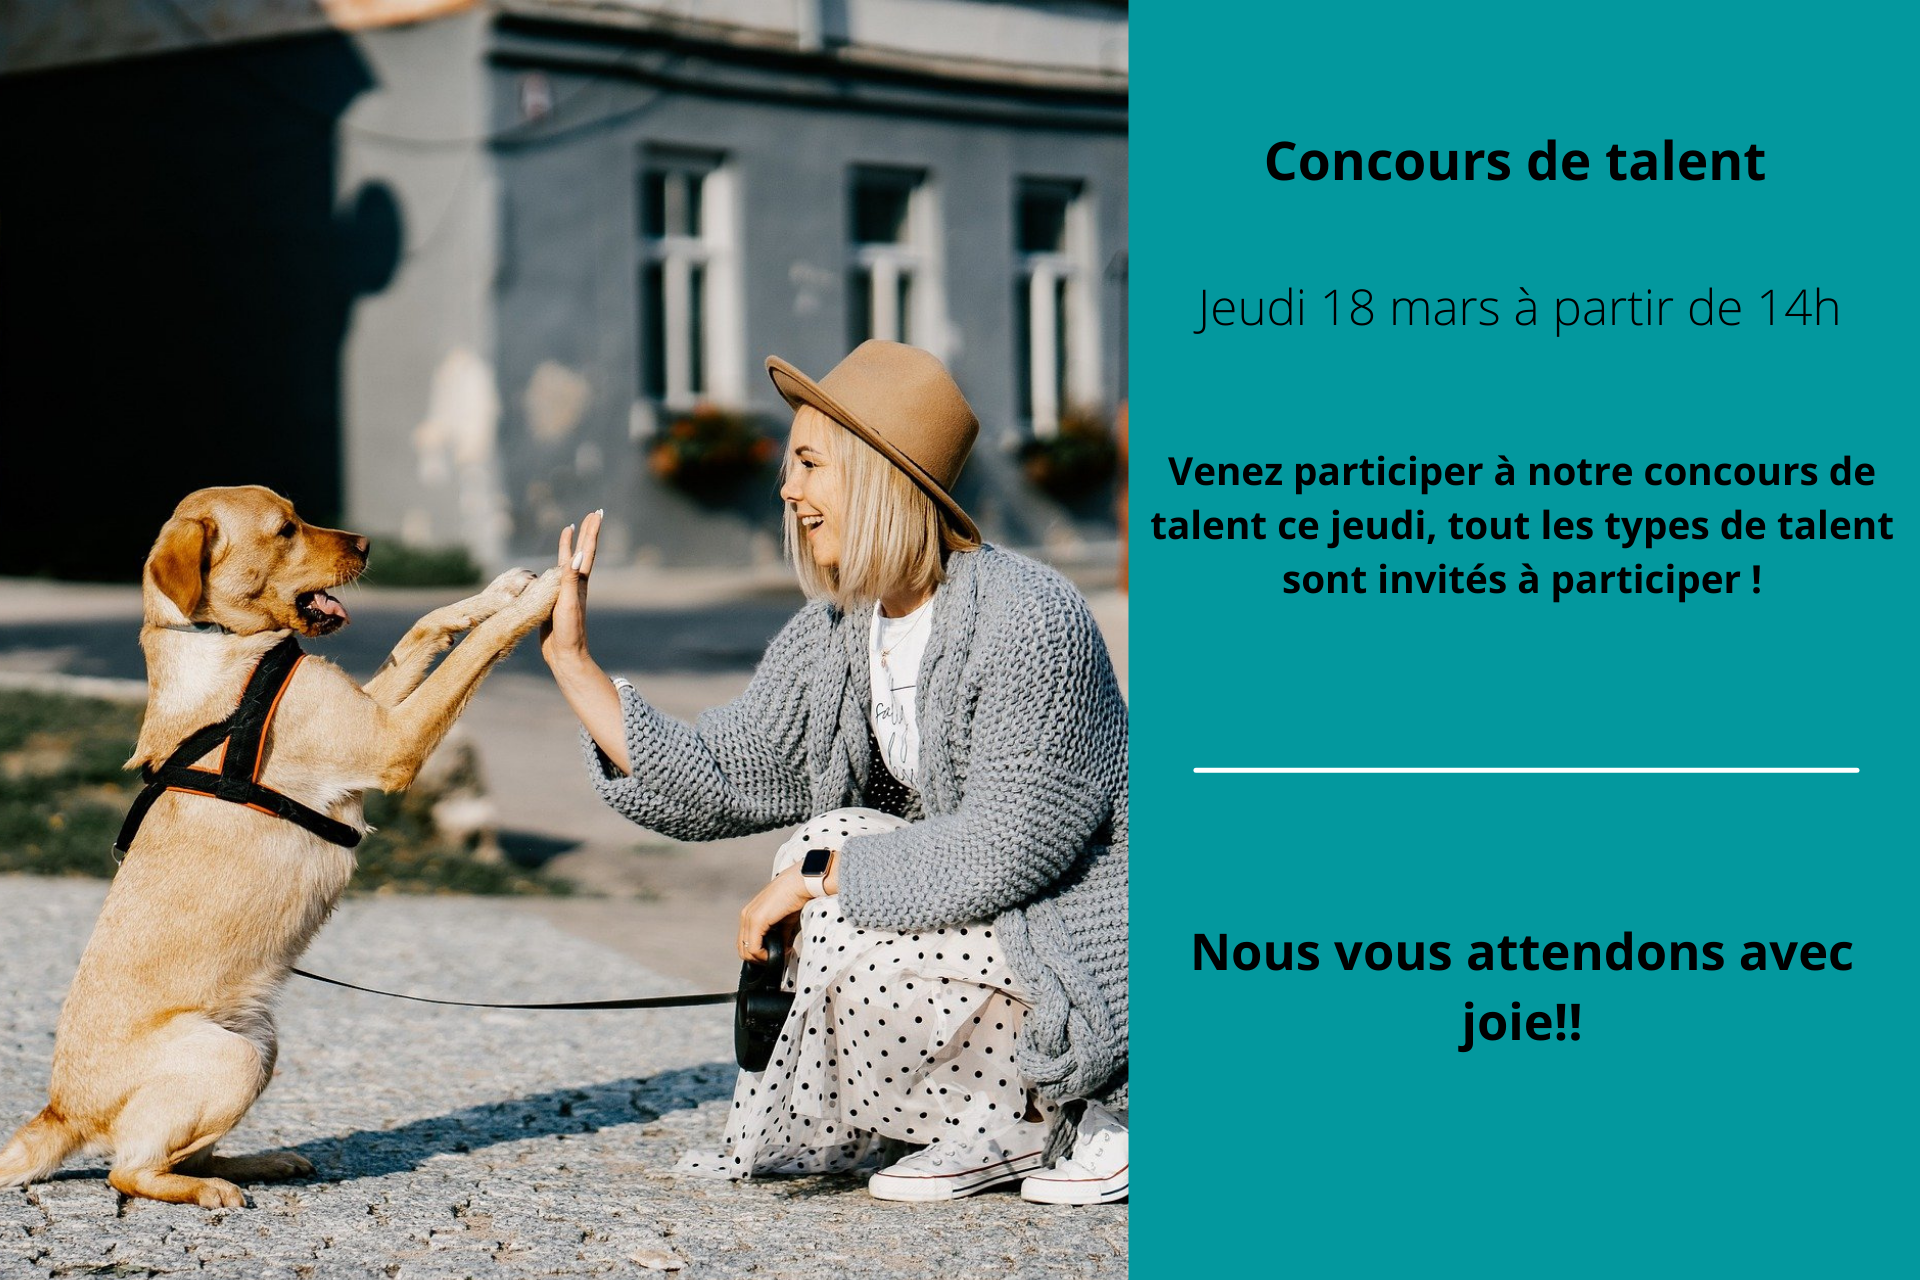 Concours de talent
Jeudi 18 mars à partir de 14h
Venez participer à notre concours de
talent ce jeudi, tout les types de talent
sont invités à participer !
Nous vous attendons avec
joie!!